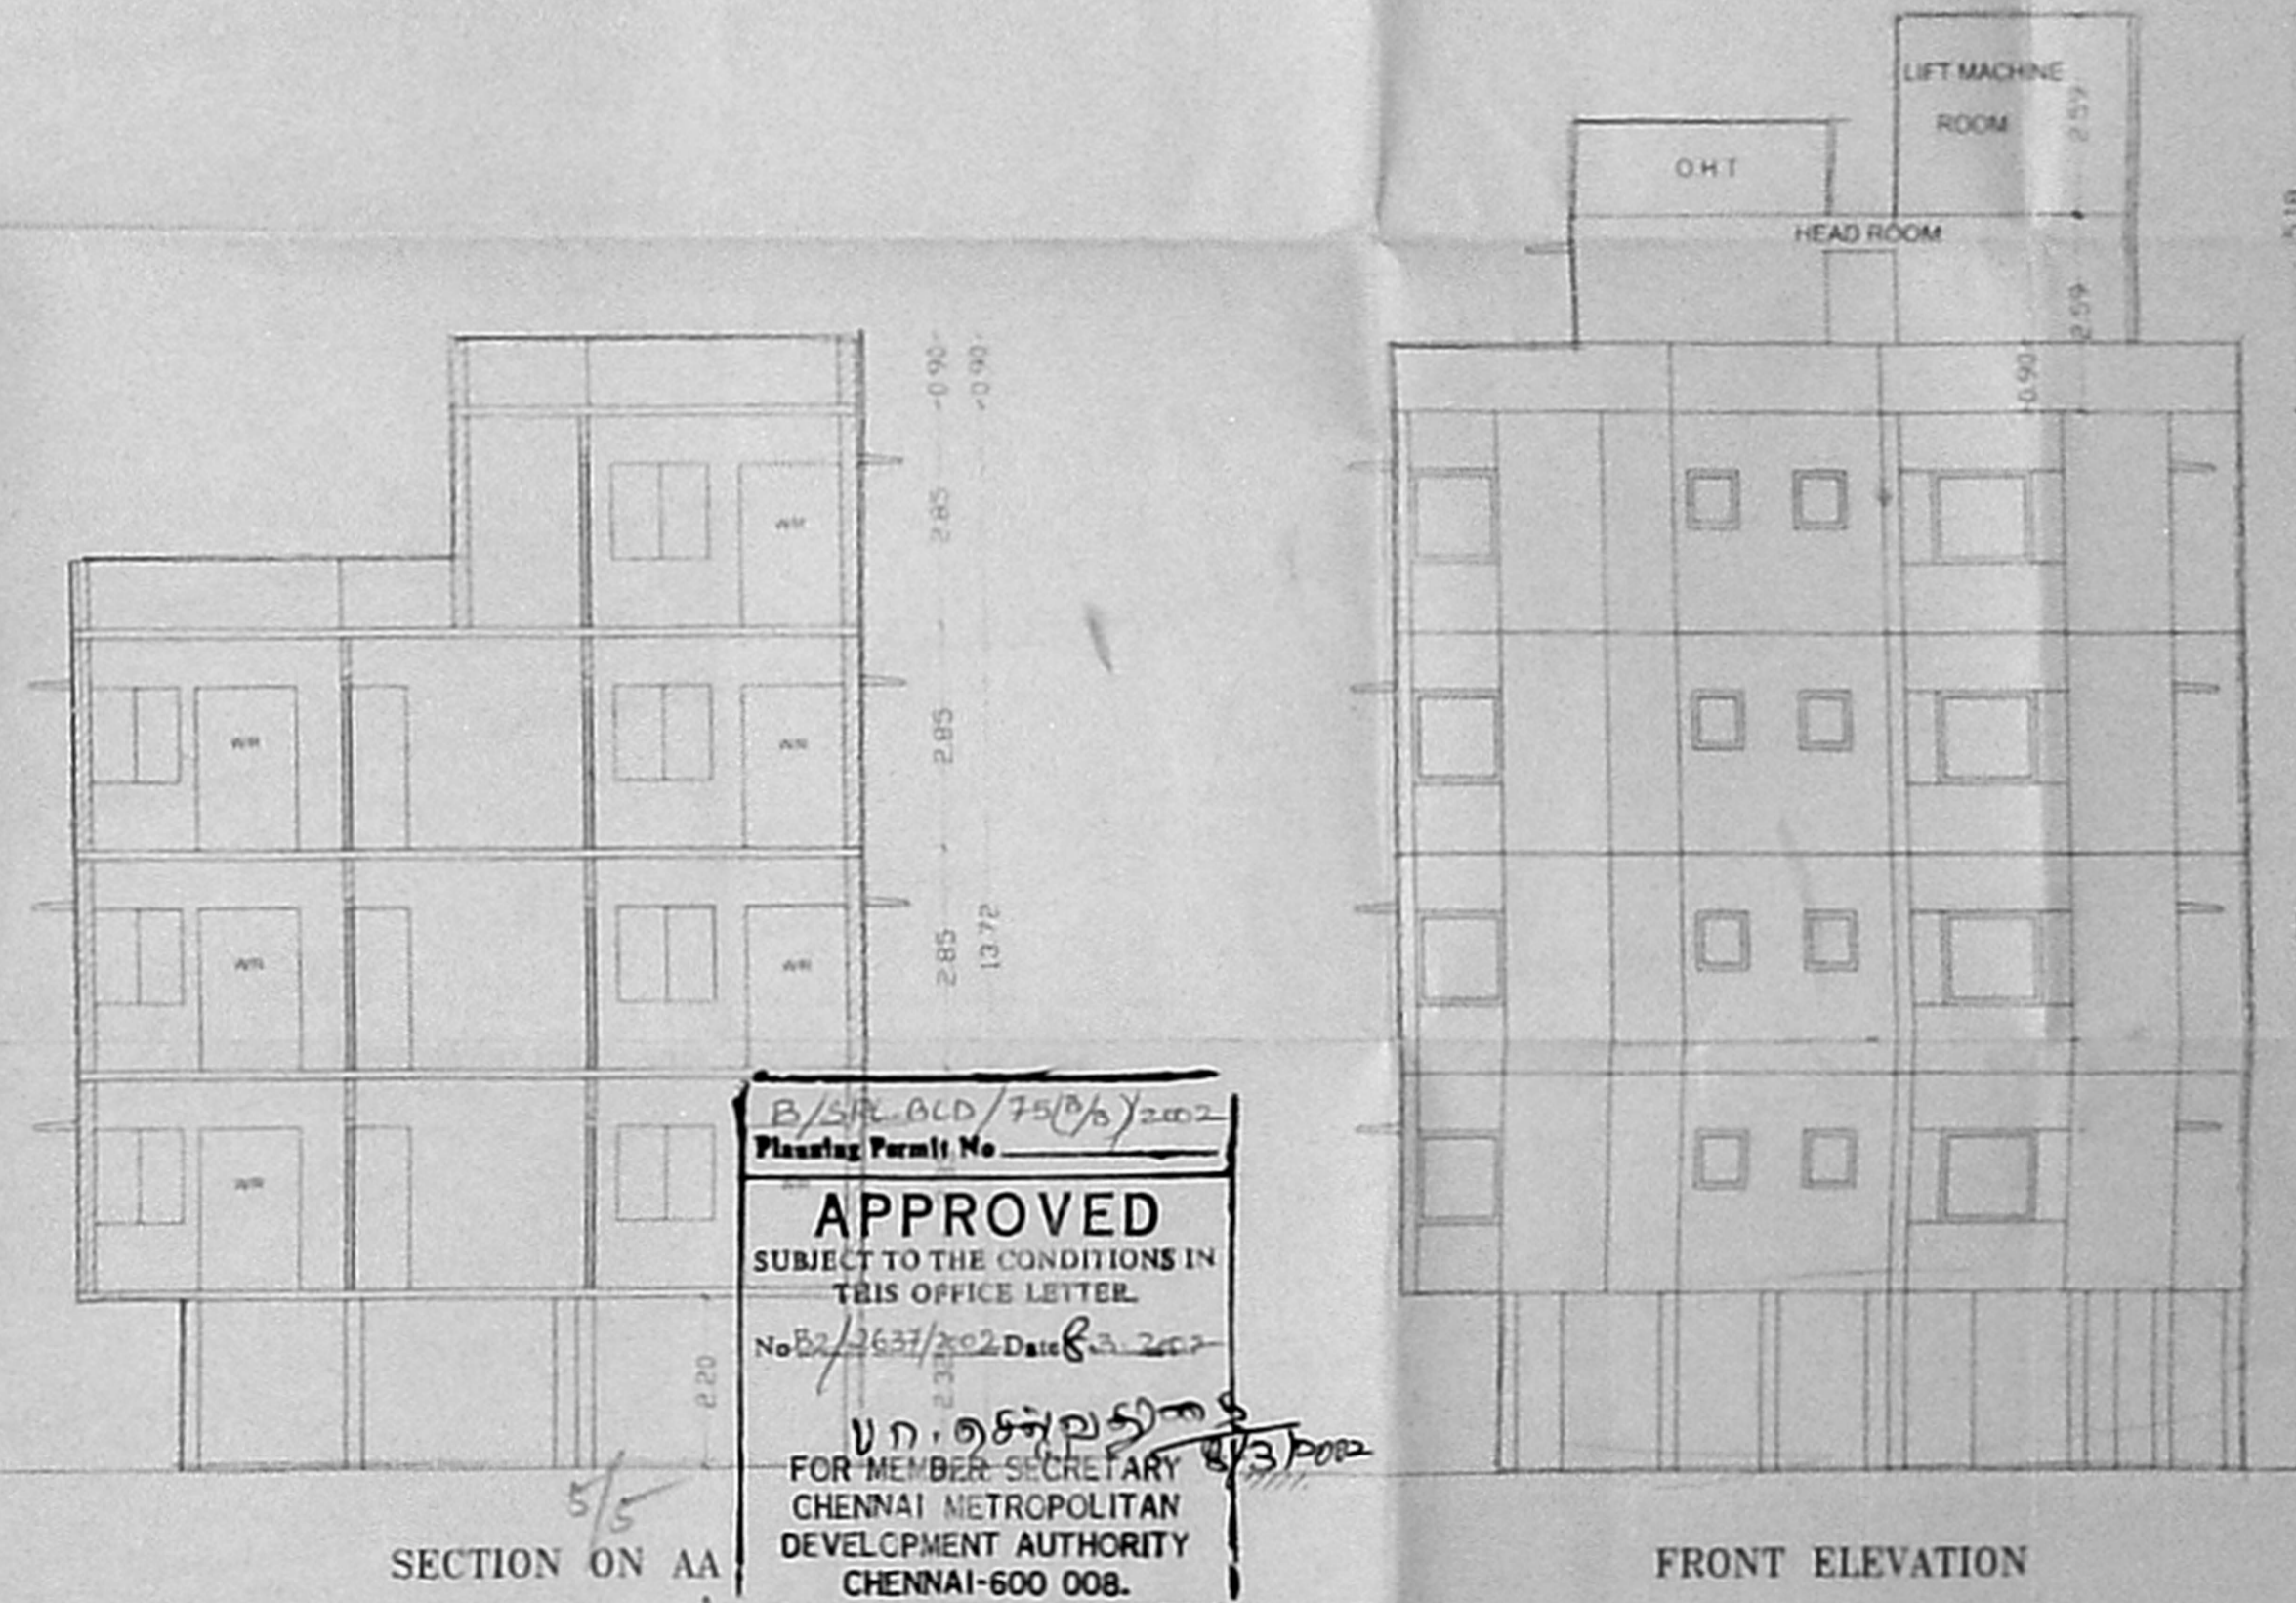 LIFT MACHINE
ROOM
2.59
O.H.T
HEAD ROOM
2.59
0.90
0.90
0.90
2.85
WR
WR
WR
2.85
WR
WR
2.85
13.72
WR
B/SPL.BLD/75(A/B)/2002
Planning Permit No
APPROVED
SUBJECT TO THE CONDITIONS IN
THIS OFFICE LETTER
No B2/2637/2002 Date 8.3.2002
2.20
8/3/2002
FOR MEMBER SECRETARY
CHENNAI METROPOLITAN
DEVELOPMENT AUTHORITY
CHENNAI-600 008.
5/5
SECTION ON AA
FRONT ELEVATION